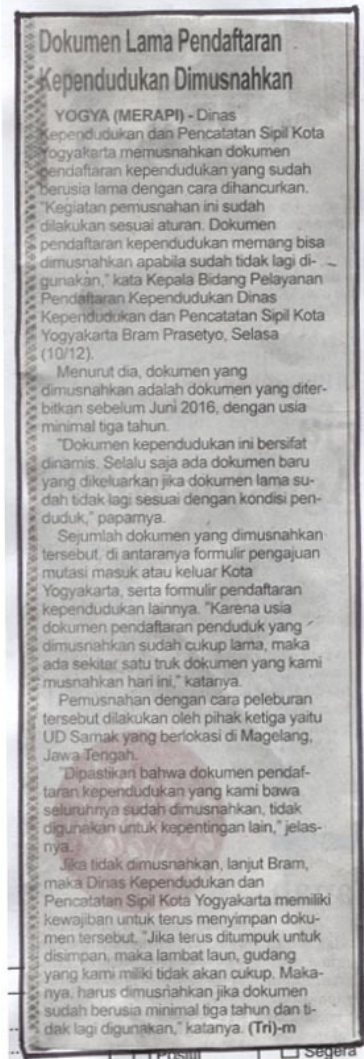 Dokumen Lama Pendaftaran
Kependudukan Dimusnahkan
YOGYA (MERAPI) - Dinas
Kependudukan dan Pencatatan Sipil Kota
Yogyakarta memusnahkan dokumen
pendaftaran kependudukan yang sudah
berusia lama dengan cara dihancurkan.
"Kegiatan pemusnahan ini sudah
dilakukan sesuai aturan. Dokumen
pendaftaran kependudukan memang bisa
dimusnahkan apabila sudah tidak lagi di-
gunakan," kata Kepala Bidang Pelayanan
Pendaftaran Kependudukan Dinas
Kependudukan dan Pencatatan Sipil Kota
Yogyakarta Bram Prasetyo, Selasa
(10/12).
Menurut dia, dokumen yang
dimusnahkan adalah dokumen yang diter-
bitkan sebelum Juni 2016, dengan usia
minimal tiga tahun.
"Dokumen kependudukan ini bersifat
dinamis. Selalu saja ada dokumen baru
yang dikeluarkan jika dokumen lama su-
dah tidak lagi sesuai dengan kondisi pen-
duduk," paparnya.
Sejumlah dokumen yang dimusnahkan
tersebut, di antaranya formulir pengajuan
mutasi masuk atau keluar Kota
Yogyakarta, serta formulir pendaftaran
kependudukan lainnya. "Karena usia
dokumen pendaftaran penduduk yang
dimusnahkan sudah cukup lama, maka
ada sekitar satu truk dokumen yang kami
musnahkan hari ini," katanya.
Pemusnahan dengan cara peleburan
tersebut dilakukan oleh pihak ketiga yaitu
UD Samak yang berlokasi di Magelang,
Jawa Tengah.
"Dipastikan bahwa dokumen pendaf-
taran kependudukan yang kami bawa
seluruhnya sudah dimusnahkan, tidak
digunakan untuk kepentingan lain," jelas-
nya.
Jika tidak dimusnahkan, lanjut Bram,
maka Dinas Kependudukan dan
Pencatatan Sipil Kota Yogyakarta memiliki
kewajiban untuk terus menyimpan doku-
men tersebut. "Jika terus ditumpuk untuk
disimpan, maka lambat laun, gudang
yang kami miliki tidak akan cukup. Maka-
nya, harus dimusnahkan jika dokumen
sudah berusia minimal tiga tahun dan ti-
dak lagi digunakan," katanya. (Tri)-m
Positif
Segera